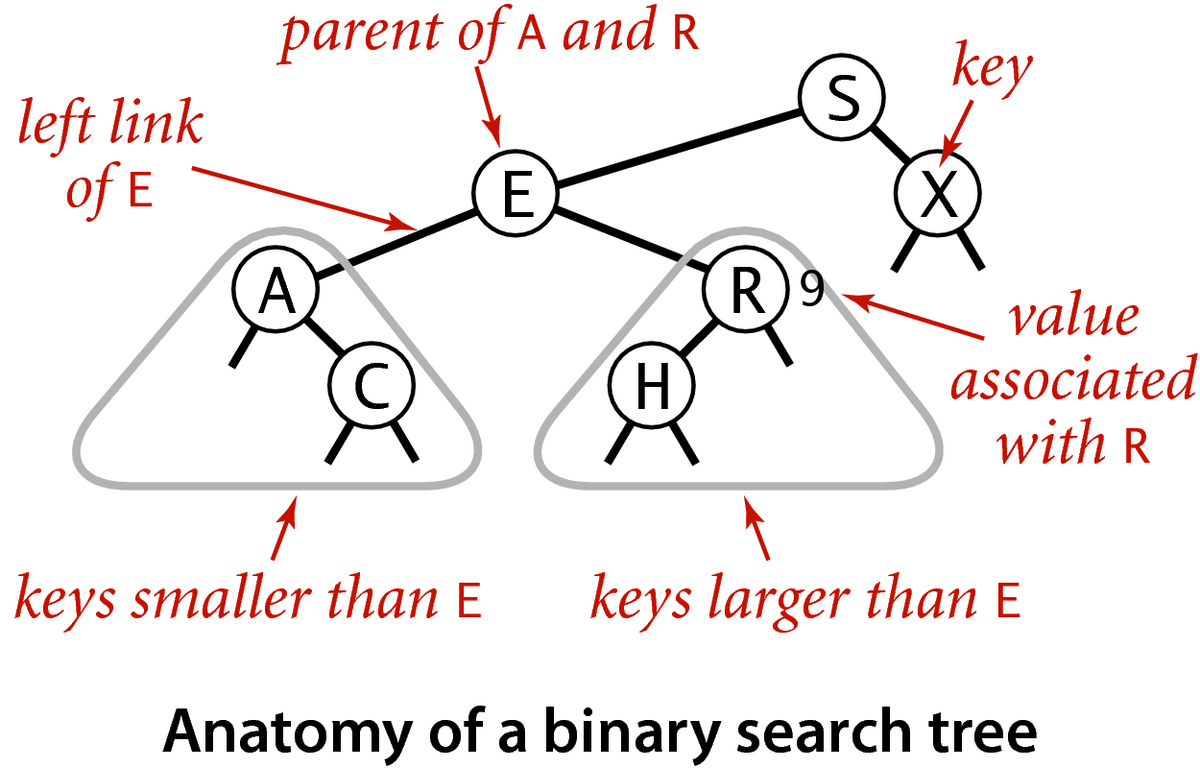 parent of A and R
key
left link
of E
S
E
X
A
R 9
C
H
value
associated
with R
keys smaller than E
keys larger than E
Anatomy of a binary search tree